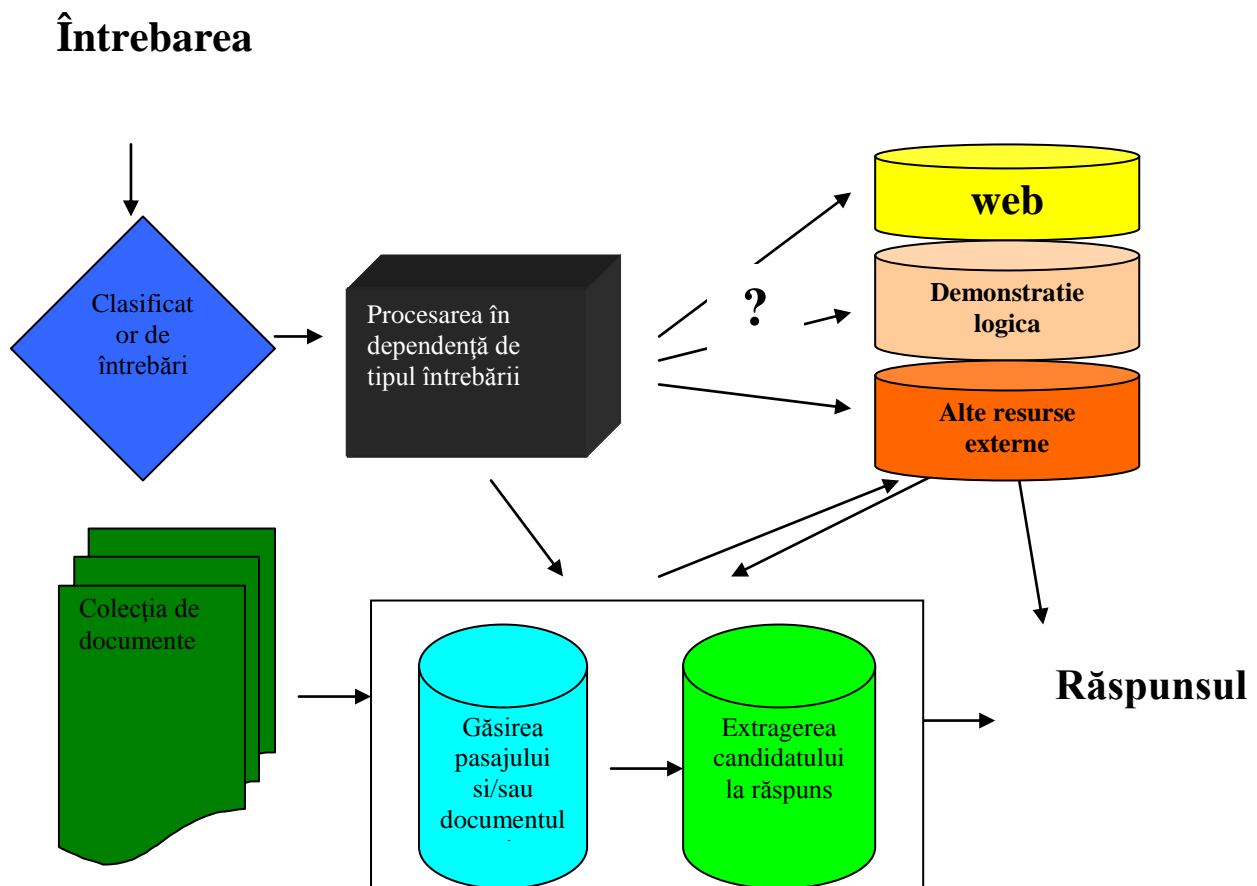 Întrebarea
web
Clasificat
or de
întrebări
Procesarea în
dependenţă de
tipul întrebării
?
Demonstratie
logica
Alte resurse
externe
Colecţia de
documente
Găsirea
pasajului
si/sau
documentul
Extragerea
candidatului
la răspuns
Răspunsul